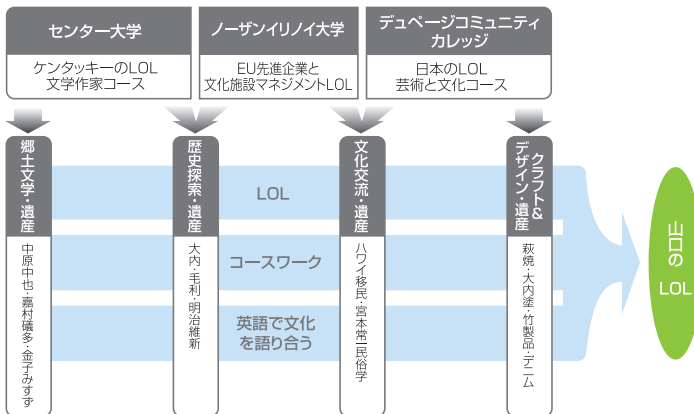 センター大学
ケンタッキーのLOL
文学作家コース
ノーザンイリノイ大学
EU先進企業と
文化施設マネジメントLOL
デュページコミュニティ
カレッジ
日本のLOL
芸術と文化コース
郷土文学・遺産
中原中也・嘉村礒多・金子みすず
歴史探索・遺産
大内・毛利・明治維新
文化交流・遺産
ハワイ移民・宮本常一民俗学
クラフト&
デザイン・遺産
萩焼・大内塗・竹製品・デニム
LOL
コースワーク
英語で文化
を語り合う
山口の
LOL